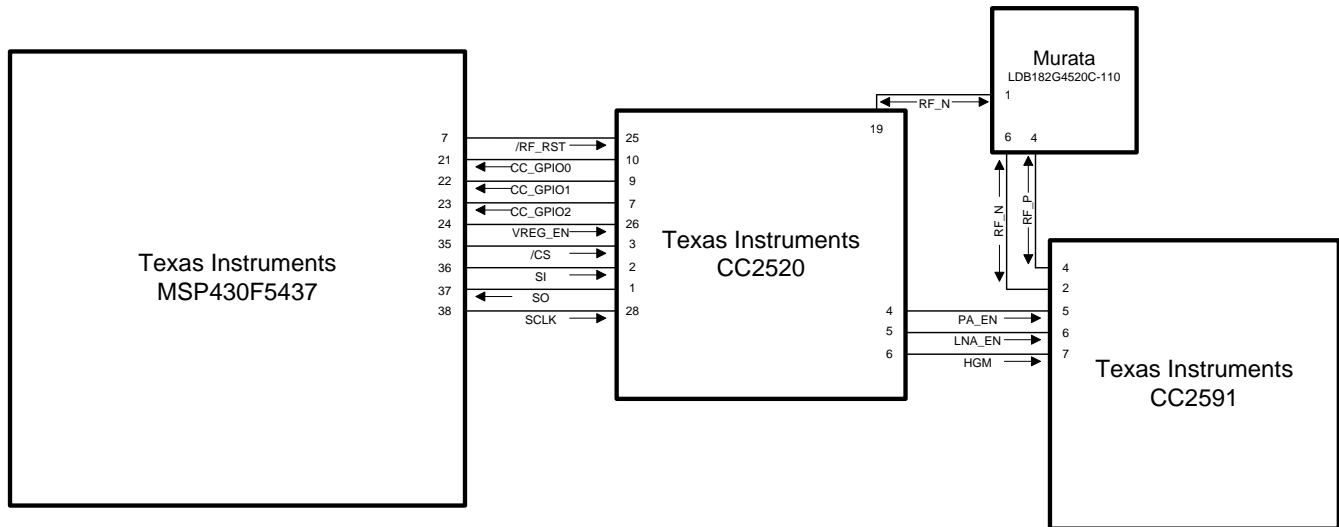 Murata
LDB182G4520C-110
1
6 4
RF_N
19
RF_N
RF_P
Texas Instruments
MSP430F5437
7 /RF_RST 25
21 CC_GPIO0 10
22 CC_GPIO1 9
23 CC_GPIO2 7
24 VREG_EN 26
35 /CS 3
36 SI 2
37 SO 1
38 SCLK 28
Texas Instruments
CC2520
4
2
4 PA_EN 5
5 LNA_EN 6
6 HGM 7
Texas Instruments
CC2591